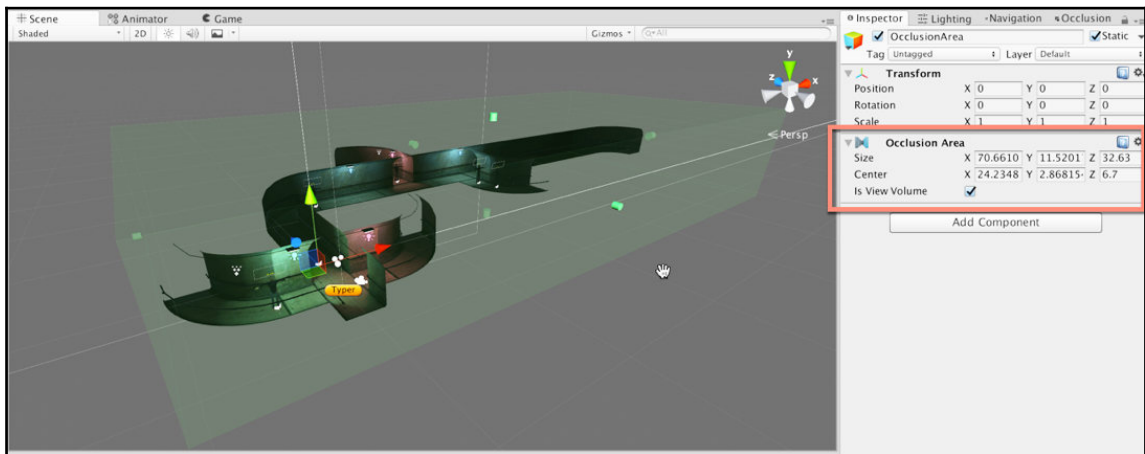 Scene Animator Game
Inspector Lighting Navigation Occlusion
Shaded 2D Gizmos All
OcclusionArea Static
Tag Untagged Layer Default
Transform
Position X 0 Y 0 Z 0
Rotation X 0 Y 0 Z 0
Scale X 1 Y 1 Z 1
Occlusion Area
Size X 70.6610 Y 11.5201 Z 32.63
Center X 24.2348 Y 2.86815 Z 6.7
Is View Volume
Add Component
y
z x
Persp
Typer